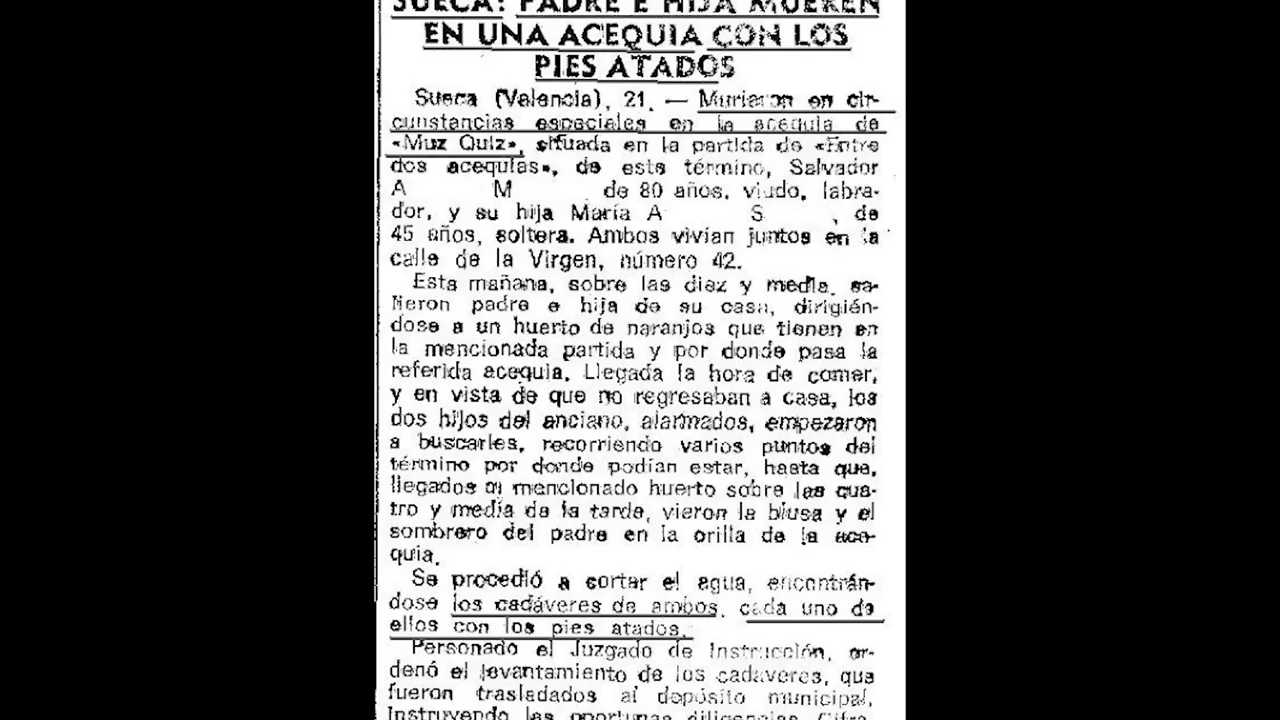 SUECA: PADRE E HIJA MUEREN
EN UNA ACEQUIA CON LOS
PIES ATADOS
Sueca (Valencia), 21. — Murieron en cir-
cunstancias especiales en la acequia de
«Muz Quiz», situada en la partida de «Entre
dos acequias», de este término, Salvador
A M de 80 años, viudo, labra-
dor, y su hija María A S , de
45 años, soltera. Ambos vivían juntos en la
calle de la Virgen, número 42.
Esta mañana, sobre las diez y media, sa-
lieron padre e hija de su casa, dirigién-
dose a un huerto de naranjos que tienen en
la mencionada partida y por donde pasa la
referida acequia. Llegada la hora de comer,
y en vista de que no regresaban a casa, los
dos hijos del anciano, alarmados, empezaron
a buscarles, recorriendo varios puntos del
término por donde podían estar, hasta que,
llegados al mencionado huerto sobre las cua-
tro y media de la tarde, vieron la blusa y el
sombrero del padre en la orilla de la ace-
quia.
Se procedió a cortar el agua, encontrán-
dose los cadáveres de ambos, cada uno de
ellos con los pies atados.
Personado el Juzgado de Instrucción, or-
denó el levantamiento de los cadáveres, que
fueron trasladados al depósito municipal,
instruyendo las oportunas diligencias. Cifra.